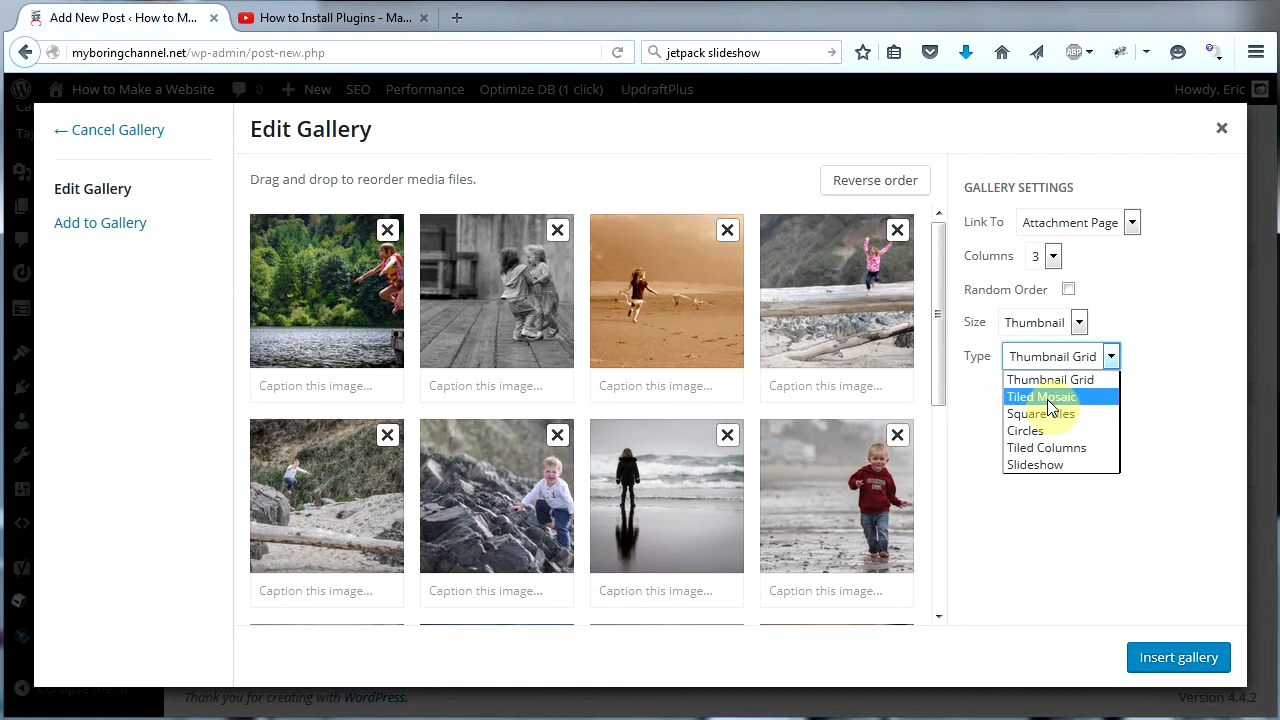 Add New Post ‹ How to M...
How to Install Plugins - Ma...
myboringchannel.net/wp-admin/post-new.php
jetpack slideshow
ABP
How to Make a Website
0
New
SEO
Performance
Optimize DB (1 click)
UpdraftPlus
Howdy, Eric
← Cancel Gallery
Edit Gallery
Add to Gallery
Edit Gallery
Drag and drop to reorder media files.
Reverse order
Caption this image...
Caption this image...
Caption this image...
Caption this image...
Caption this image...
Caption this image...
Caption this image...
Caption this image...
GALLERY SETTINGS
Link To Attachment Page
Columns 3
Random Order
Size Thumbnail
Type Thumbnail Grid
Thumbnail Grid
Tiled Mosaic
Square Tiles
Circles
Tiled Columns
Slideshow
Insert gallery
Collapse menu
Thank you for creating with WordPress.
Version 4.4.2